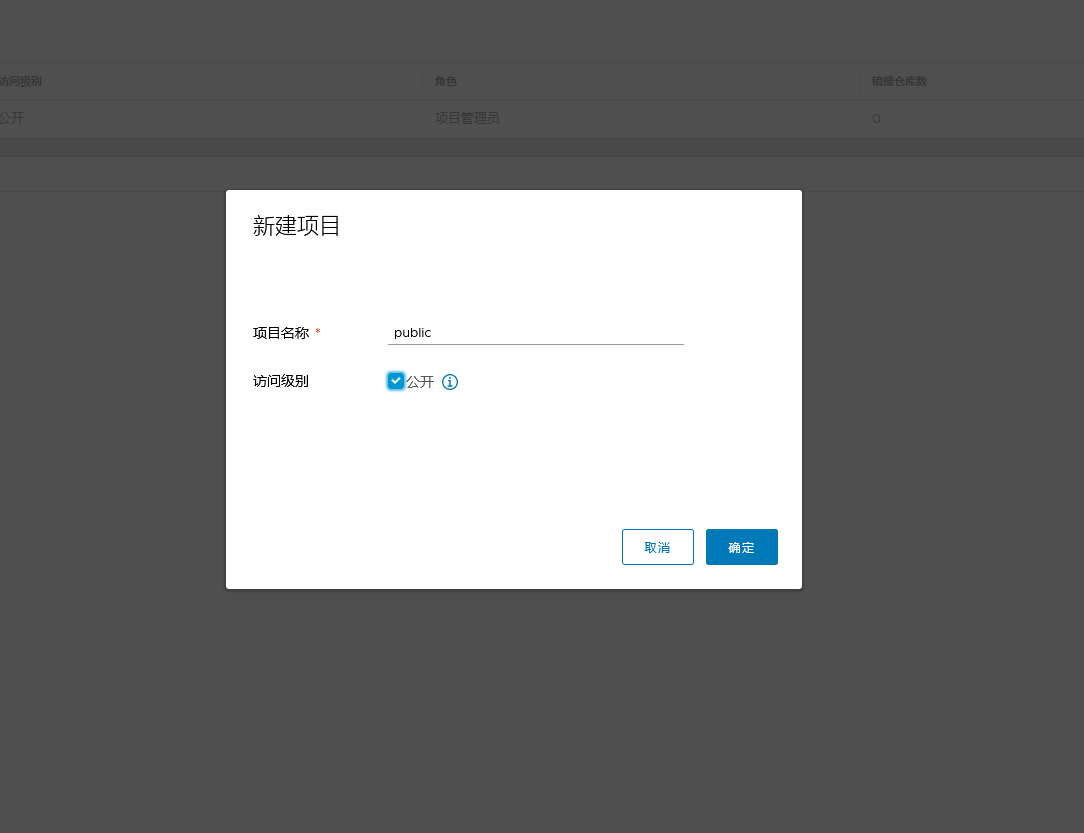 访问级别 角色 镜像仓库数
公开 项目管理员 0
新建项目
项目名称 * public
访问级别 公开
取消 确定